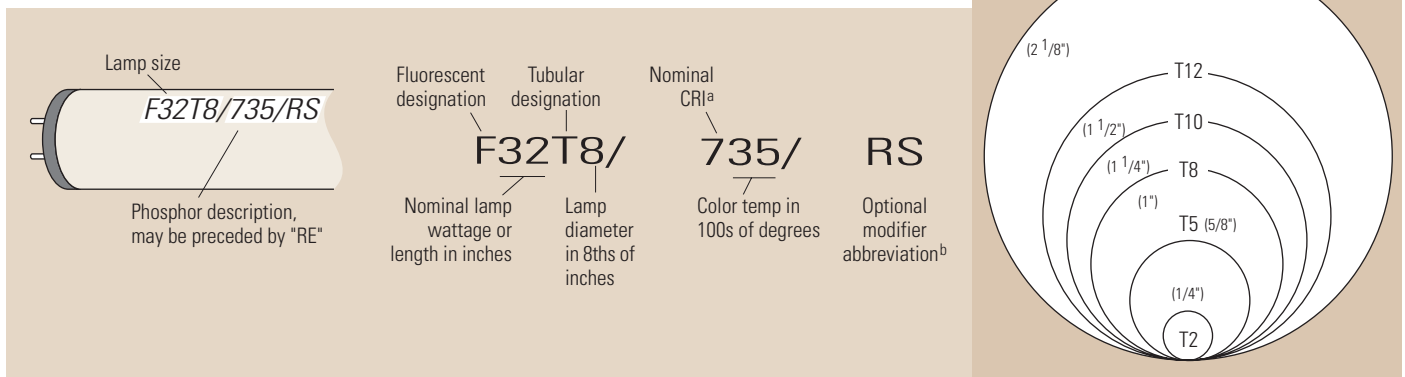 Lamp size
F32T8/735/RS
Phosphor description,
may be preceded by "RE"
Fluorescent
designation
Tubular
designation
Nominal
CRIa
F32T8/ 735/ RS
Nominal lamp
wattage or
length in inches
Lamp
diameter
in 8ths of
inches
Color temp in
100s of degrees
Optional
modifier
abbreviationb
(2 1/8")
T12
(1 1/2")
T10
(1 1/4")
T8
(1")
T5 (5/8")
(1/4")
T2